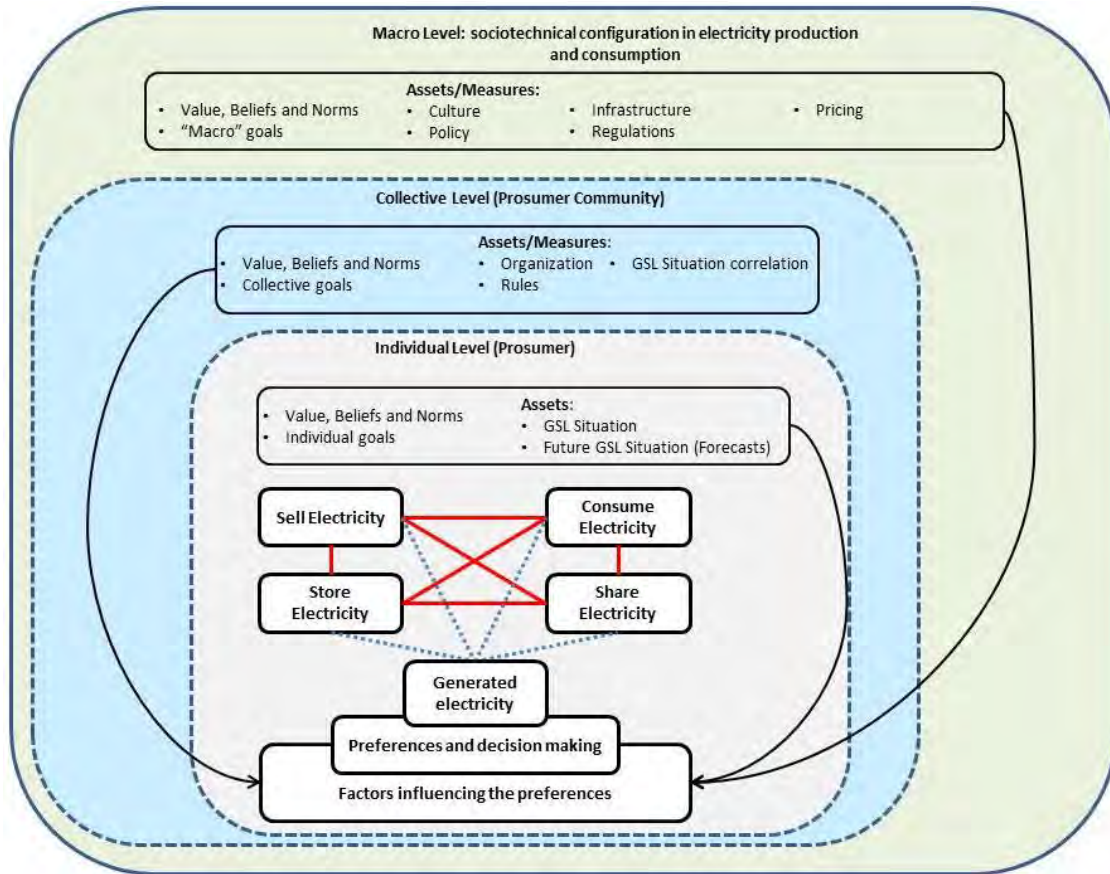 Macro Level: sociotechnical configuration in electricity production
and consumption
Assets/Measures:
• Value, Beliefs and Norms • Culture • Infrastructure • Pricing
• “Macro” goals • Policy • Regulations
Collective Level (Prosumer Community)
Assets/Measures:
• Value, Beliefs and Norms • Organization • GSL Situation correlation
• Collective goals • Rules
Individual Level (Prosumer)
Assets:
• Value, Beliefs and Norms • GSL Situation
• Individual goals • Future GSL Situation (Forecasts)
Sell Electricity
Consume
Electricity
Store
Electricity
Share
Electricity
Generated
electricity
Preferences and decision making
Factors influencing the preferences